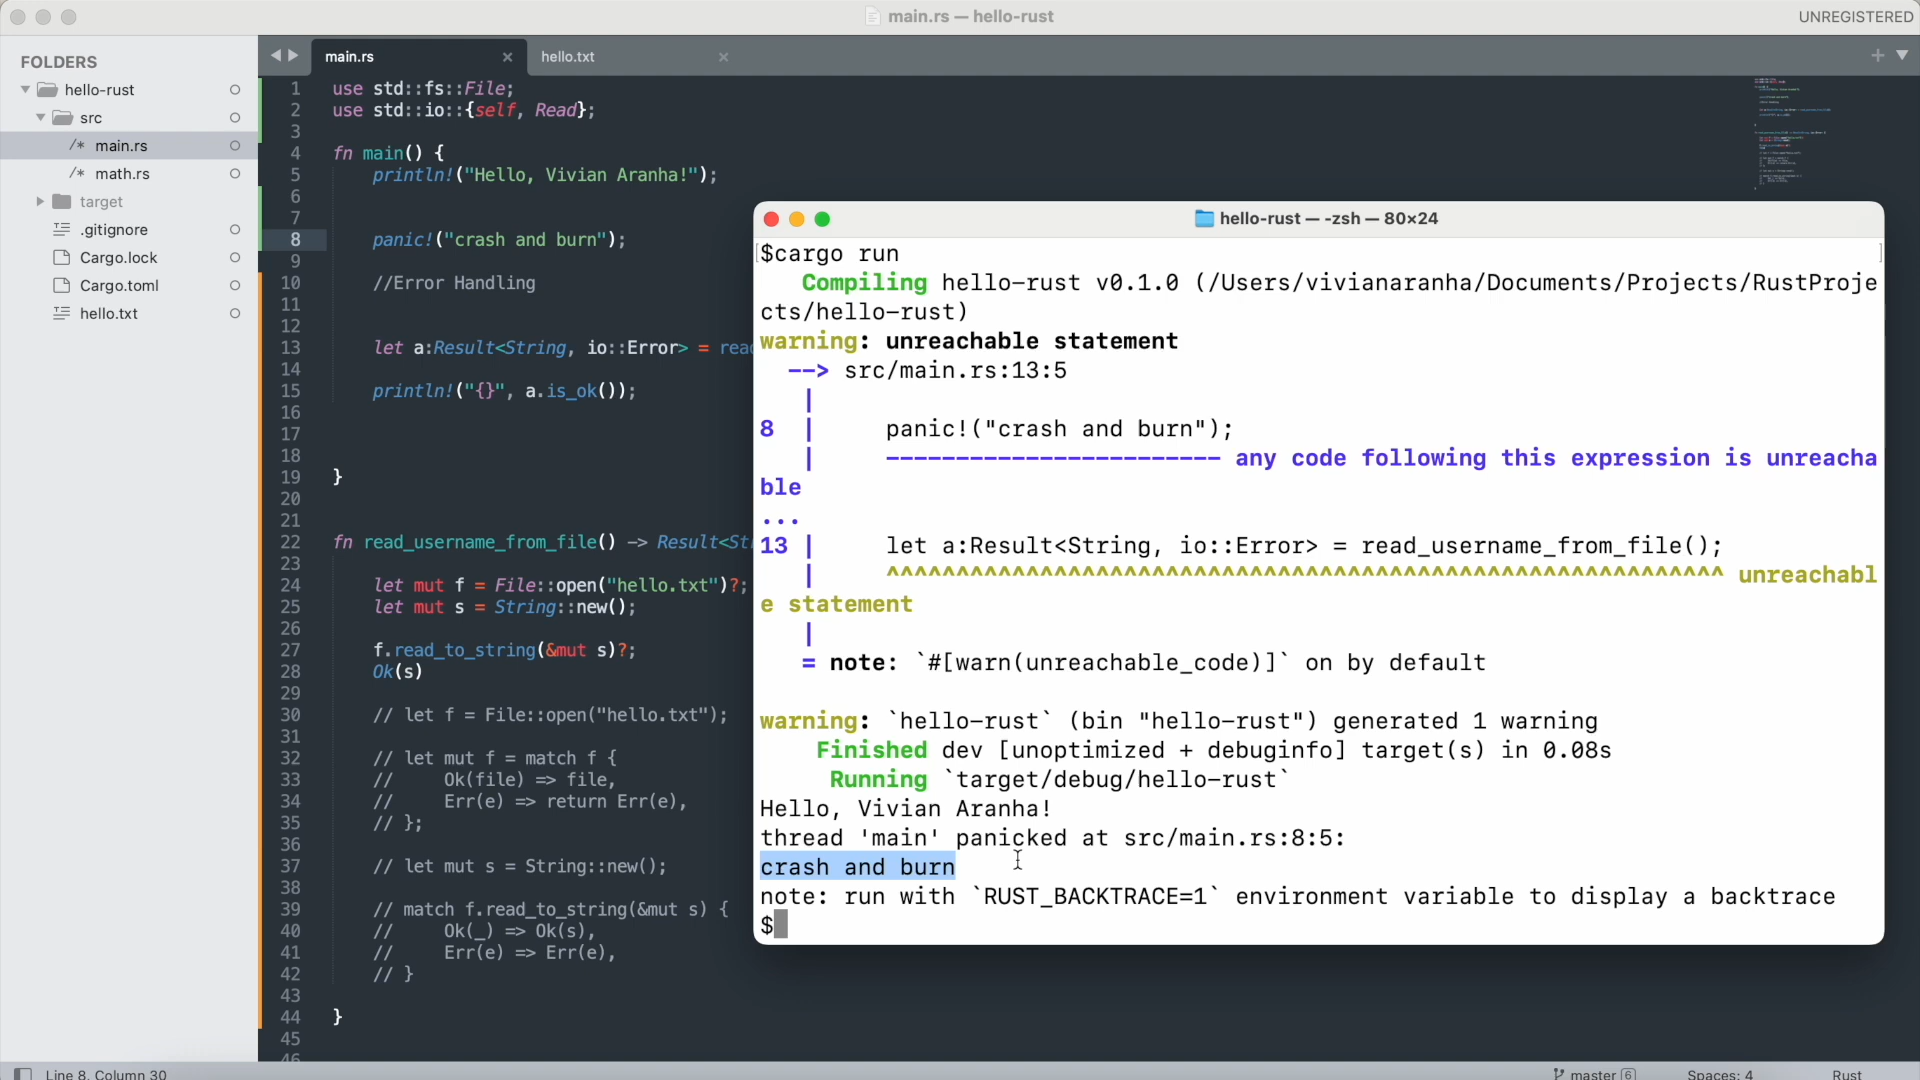 main.rs — hello-rust
UNREGISTERED
FOLDERS
hello-rust
src
/* main.rs
/* math.rs
target
.gitignore
Cargo.lock
Cargo.toml
hello.txt
main.rs
hello.txt
1 use std::fs::File;
2 use std::io::{self, Read};
3
4 fn main() {
5 println!("Hello, Vivian Aranha!");
6
7
8 panic!("crash and burn");
9
10 //Error Handling
11
12
13 let a:Result<String, io::Error> = read
14
15 println!("{}", a.is_ok());
16
17
18
19 }
20
21
22 fn read_username_from_file() -> Result<St
23
24 let mut f = File::open("hello.txt")?;
25 let mut s = String::new();
26
27 f.read_to_string(&mut s)?;
28 Ok(s)
29
30 // let f = File::open("hello.txt");
31
32 // let mut f = match f {
33 // Ok(file) => file,
34 // Err(e) => return Err(e),
35 // };
36
37 // let mut s = String::new();
38
39 // match f.read_to_string(&mut s) {
40 // Ok(_) => Ok(s),
41 // Err(e) => Err(e),
42 // }
43
44 }
45
46
hello-rust — -zsh — 80×24
$cargo run
Compiling hello-rust v0.1.0 (/Users/vivianaranha/Documents/Projects/RustProje
cts/hello-rust)
warning: unreachable statement
--> src/main.rs:13:5
|
8 | panic!("crash and burn");
| ------------------------ any code following this expression is unreacha
ble
...
13 | let a:Result<String, io::Error> = read_username_from_file();
| ^^^^^^^^^^^^^^^^^^^^^^^^^^^^^^^^^^^^^^^^^^^^^^^^^^^^^^^^^^^^ unreachabl
e statement
|
= note: `#[warn(unreachable_code)]` on by default
warning: `hello-rust` (bin "hello-rust") generated 1 warning
Finished dev [unoptimized + debuginfo] target(s) in 0.08s
Running `target/debug/hello-rust`
Hello, Vivian Aranha!
thread 'main' panicked at src/main.rs:8:5:
crash and burn
note: run with `RUST_BACKTRACE=1` environment variable to display a backtrace
$
Line 8, Column 30
master 6
Spaces: 4
Rust